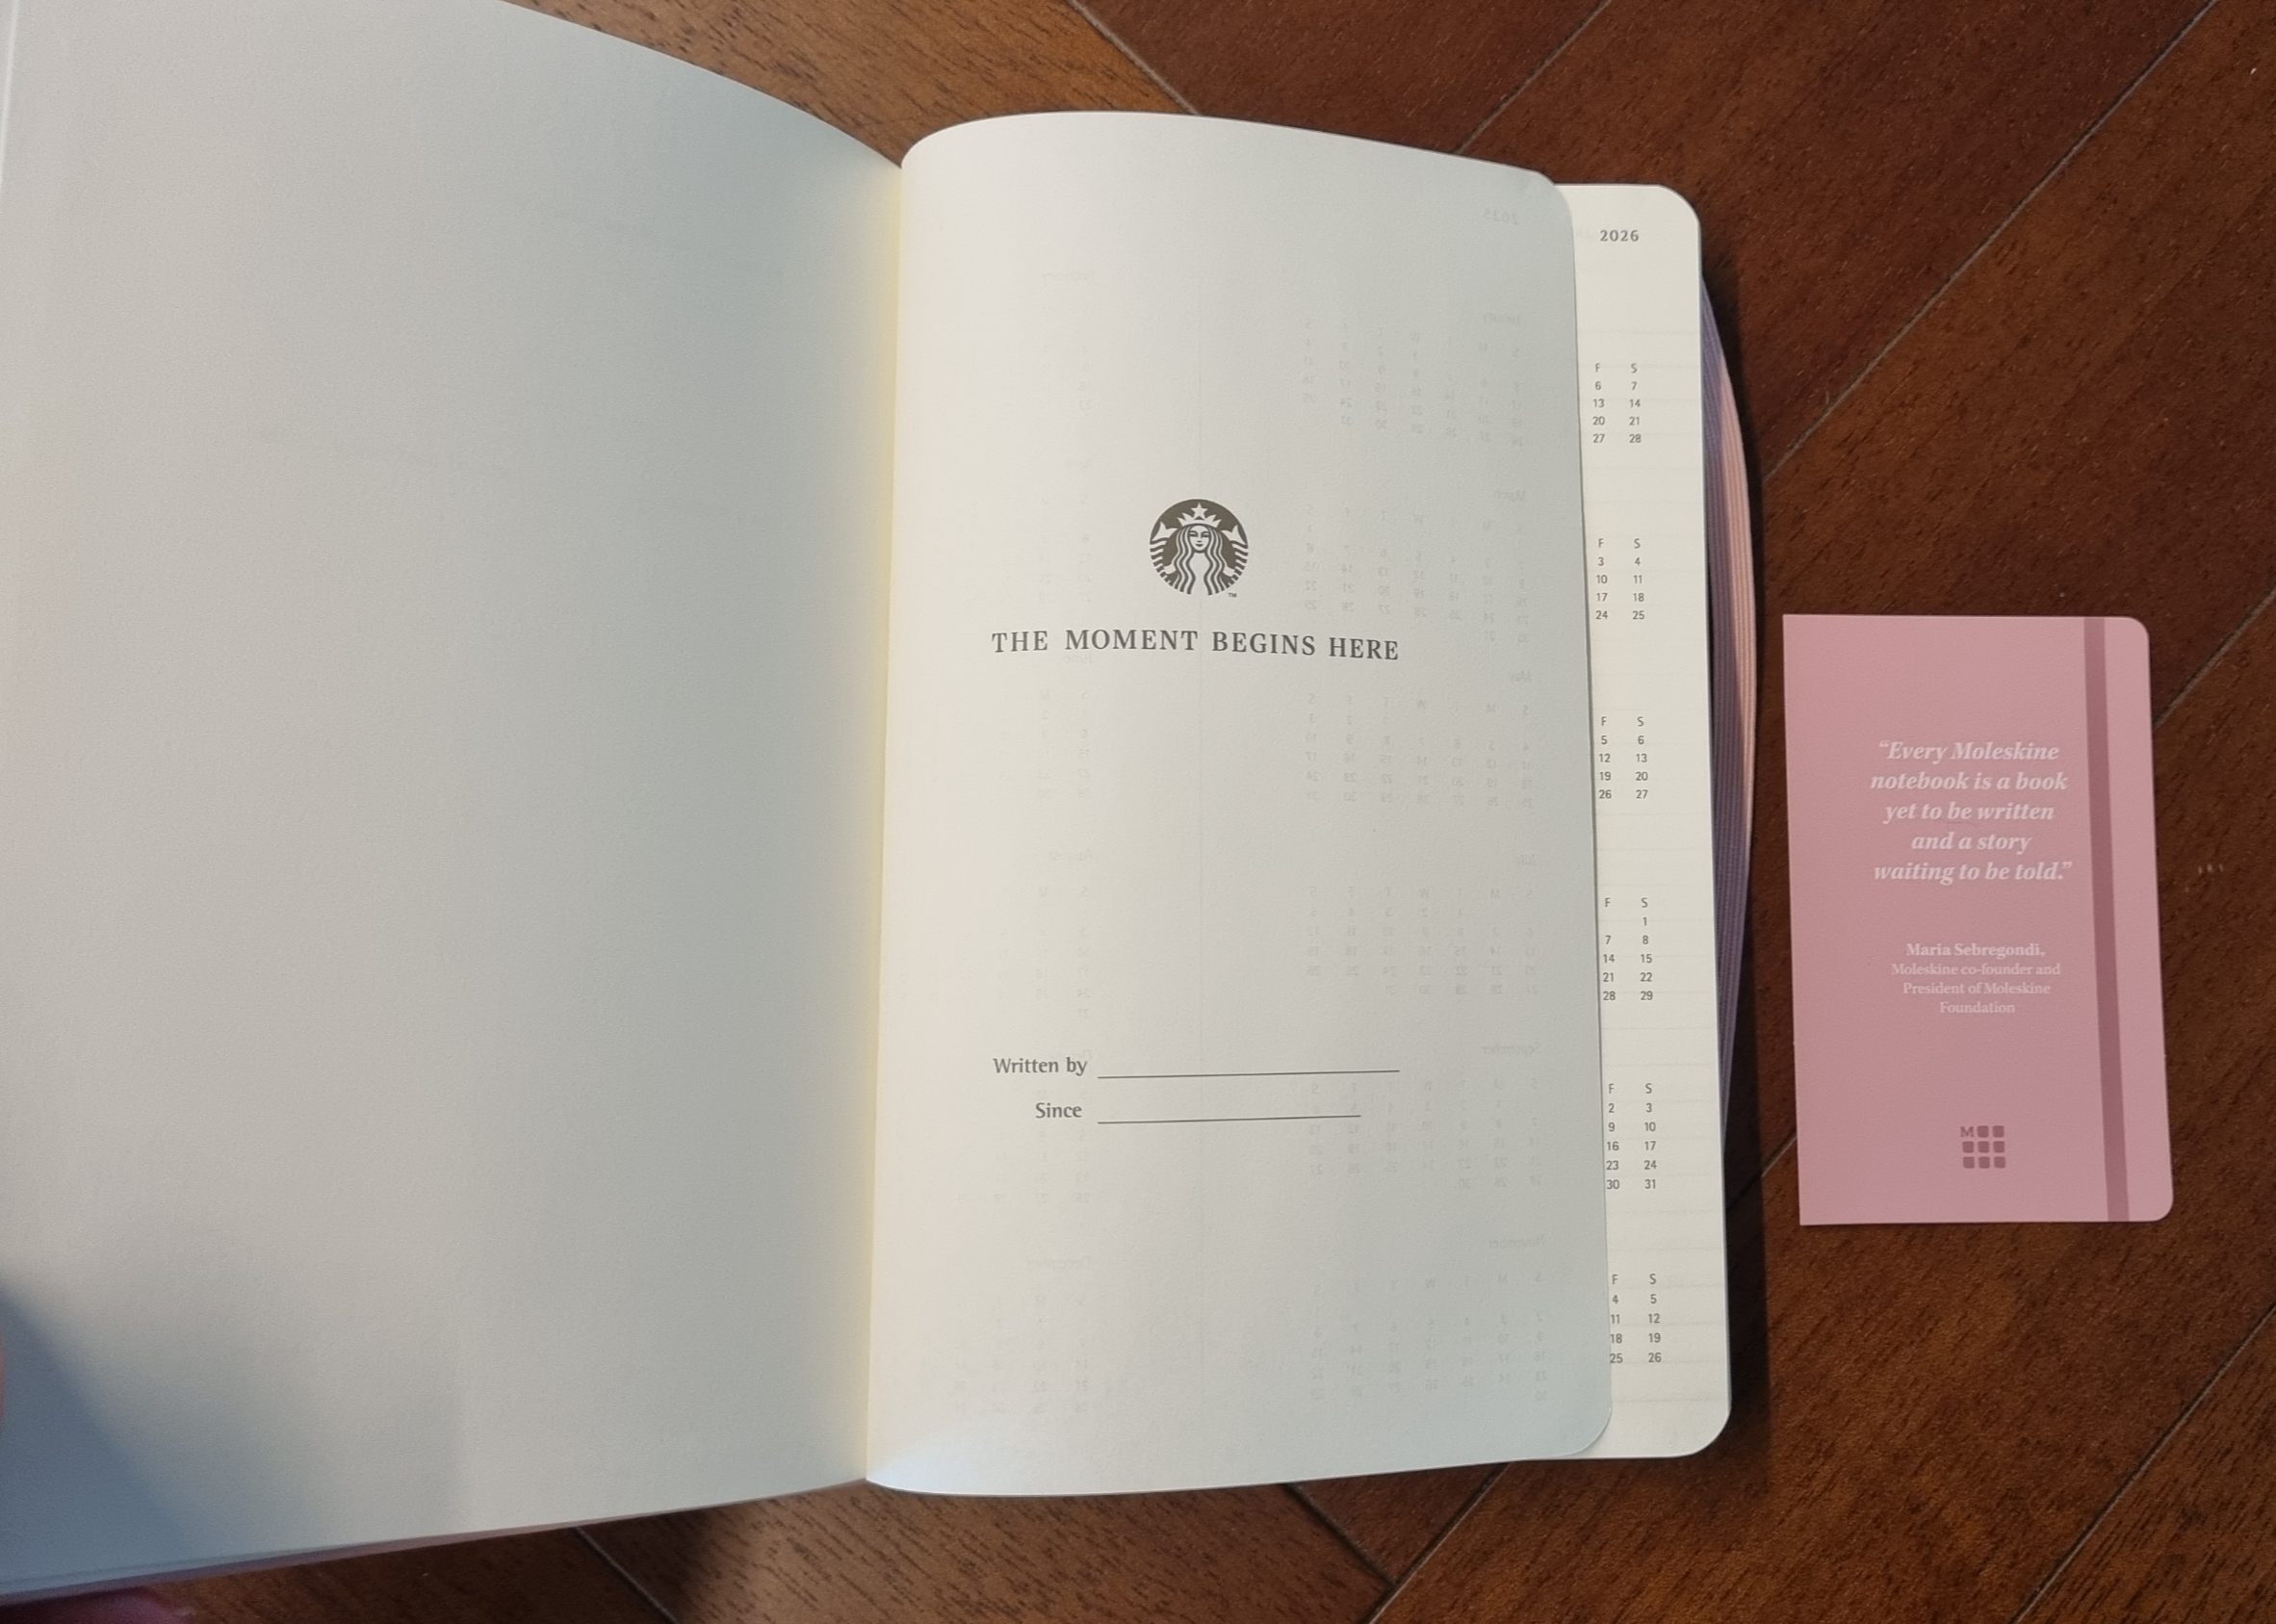 THE MOMENT BEGINS HERE
Written by
Since
TM
2026
F S
6 7
13 14
20 21
27 28
F S
3 4
10 11
17 18
24 25
F S
5 6
12 13
19 20
26 27
F S
1
7 8
14 15
21 22
28 29
F S
2 3
9 10
16 17
23 24
30 31
F S
4 5
11 12
18 19
25 26
“Every Moleskine
notebook is a book
yet to be written
and a story
waiting to be told.”
Maria Sebregondi,
Moleskine co-founder and
President of Moleskine
Foundation
M